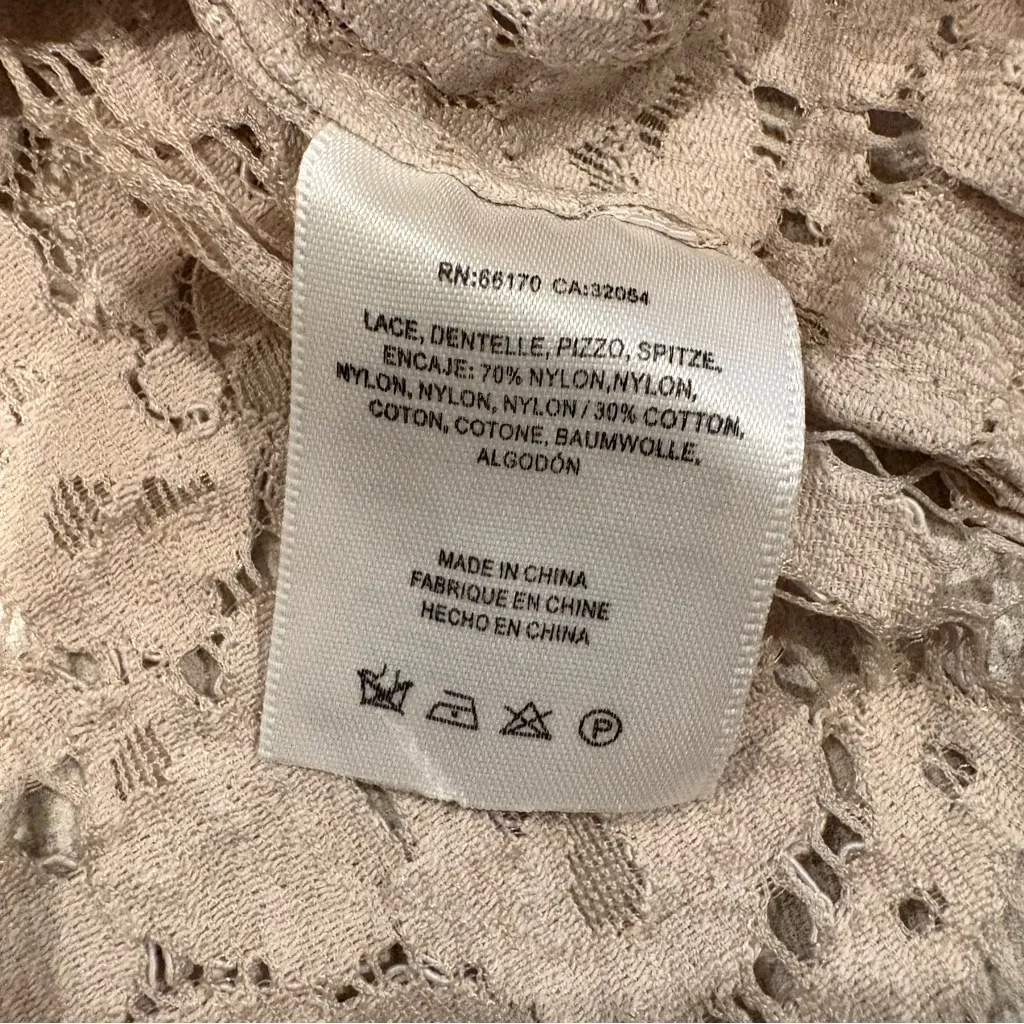 RN:66170 CA:32054
LACE, DENTELLE, PIZZO, SPITZE,
ENCAJE: 70% NYLON,NYLON,
NYLON, NYLON, NYLON / 30% COTTON,
COTON, COTONE, BAUMWOLLE,
ALGODÓN
MADE IN CHINA
FABRIQUE EN CHINE
HECHO EN CHINA
P